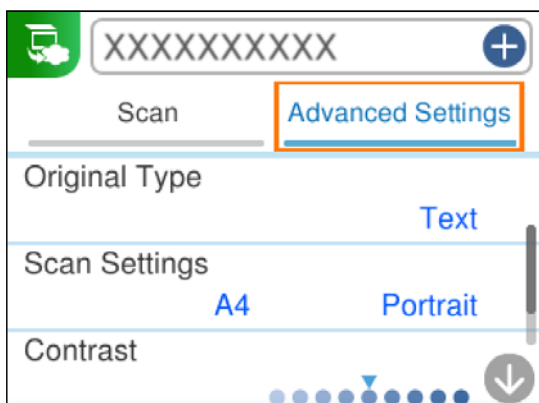 XXXXXXXXXX
Scan Advanced Settings
Original Type
Text
Scan Settings
A4 Portrait
Contrast